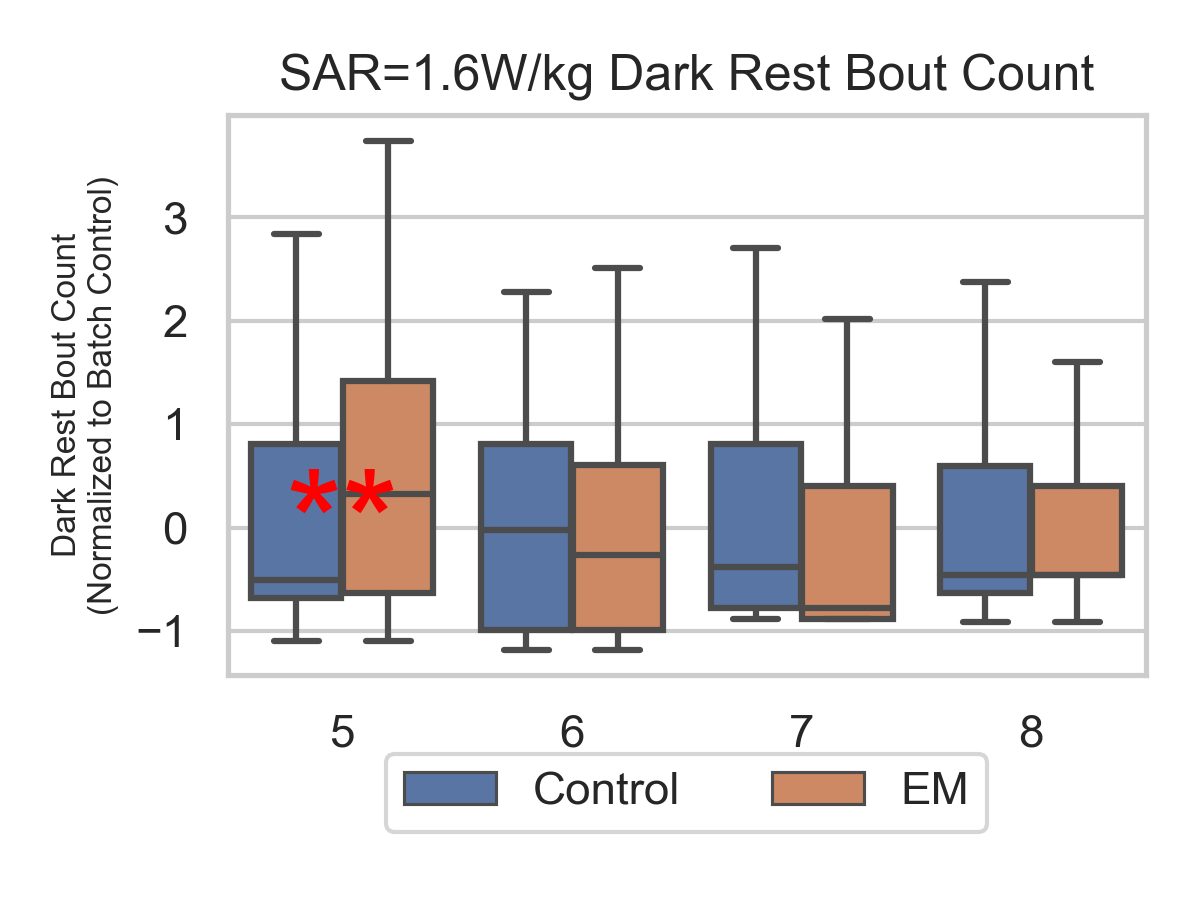 SAR=1.6W/kg Dark Rest Bout Count
Dark Rest Bout Count
(Normalized to Batch Control)
3
2
1
0
−1
**
5 6 7 8
Control EM